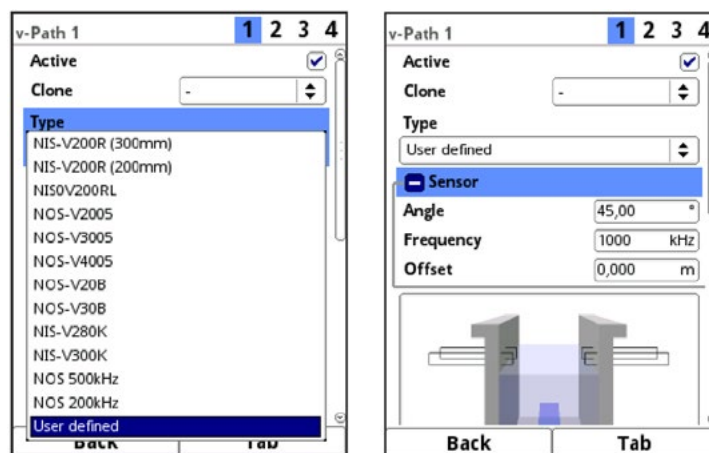 v-Path 1 1 2 3 4
Active
Clone -
Type
NIS-V200R (300mm)
NIS-V200R (200mm)
NIS0V200RL
NOS-V2005
NOS-V3005
NOS-V4005
NOS-V20B
NOS-V30B
NIS-V280K
NIS-V300K
NOS 500kHz
NOS 200kHz
User defined
Back Tab
v-Path 1 1 2 3 4
Active
Clone -
Type
User defined
Sensor
Angle 45,00 °
Frequency 1000 kHz
Offset 0,000 m
Back Tab